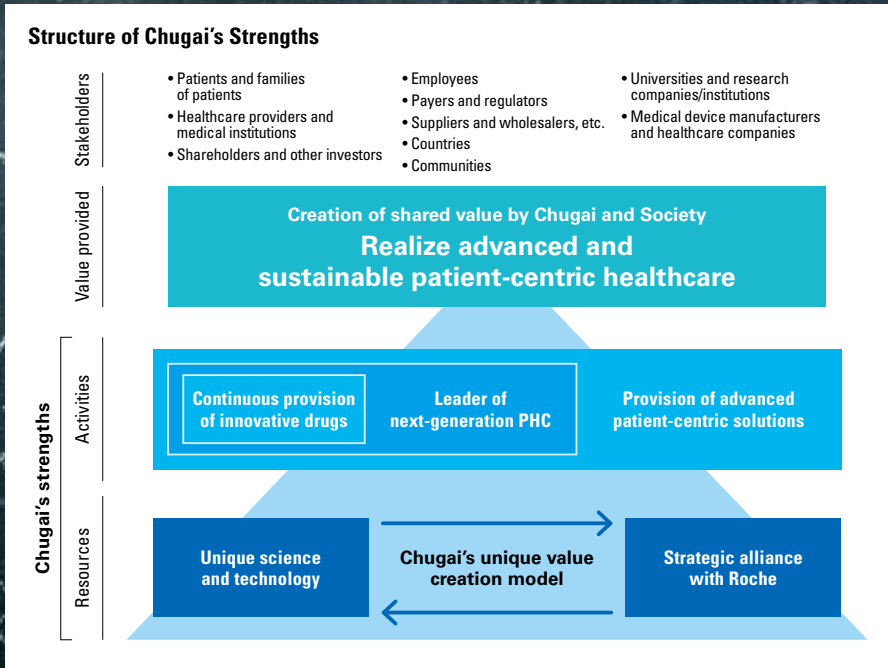 Structure of Chugai's Strengths
Stakeholders
• Patients and families
of patients
• Healthcare providers and
medical institutions
• Shareholders and other investors
• Employees
• Payers and regulators
• Suppliers and wholesalers, etc.
• Countries
• Communities
• Universities and research
companies/institutions
• Medical device manufacturers
and healthcare companies
Value provided
Creation of shared value by Chugai and Society
Realize advanced and
sustainable patient-centric healthcare
Chugai's strengths
Activities
Continuous provision
of innovative drugs
Leader of
next-generation PHC
Provision of advanced
patient-centric solutions
Resources
Unique science
and technology
Chugai's unique value
creation model
Strategic alliance
with Roche